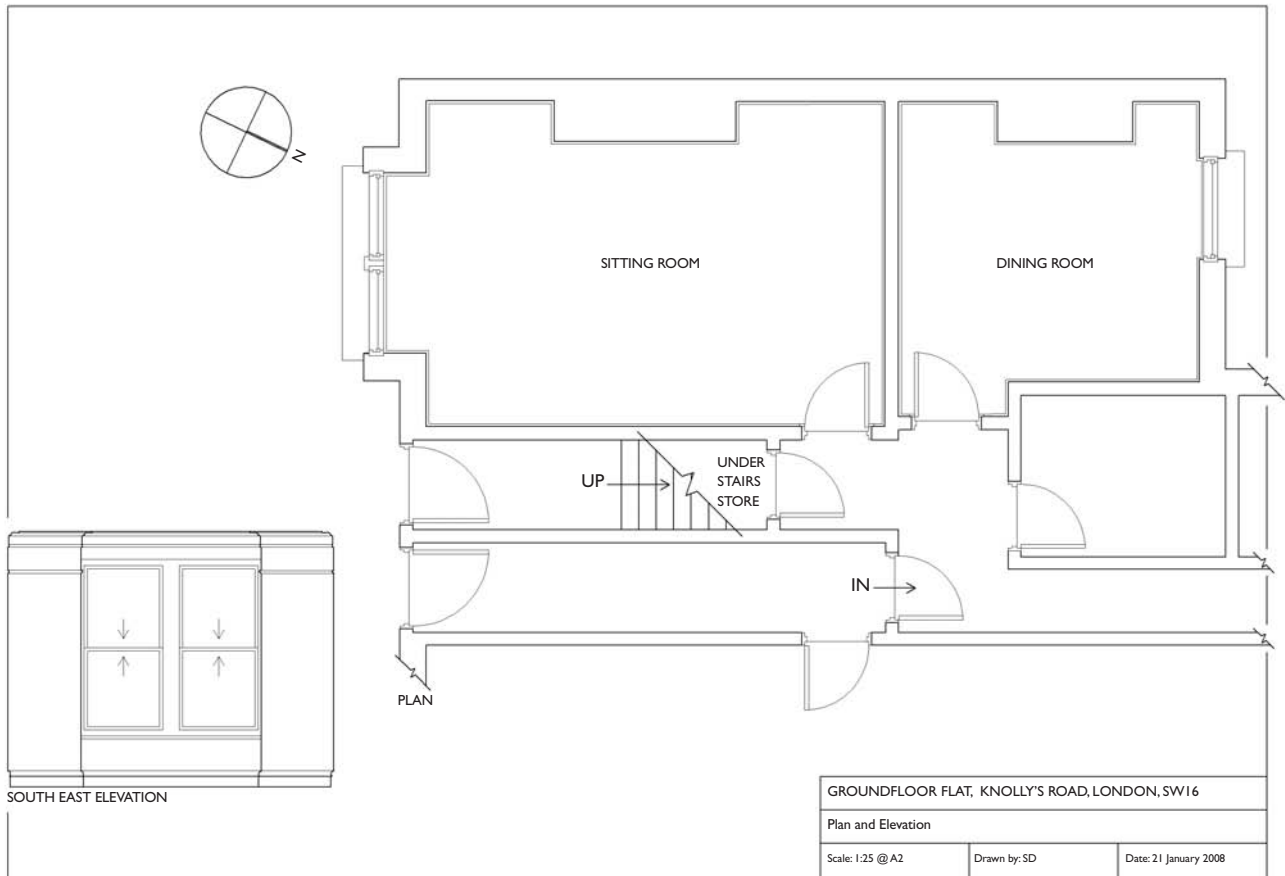 N
SITTING ROOM
DINING ROOM
UP
UNDER
STAIRS
STORE
IN
PLAN
SOUTH EAST ELEVATION
GROUNDFLOOR FLAT, KNOLLY'S ROAD, LONDON, SW16
Plan and Elevation
Scale: 1:25 @ A2
Drawn by: SD
Date: 21 January 2008